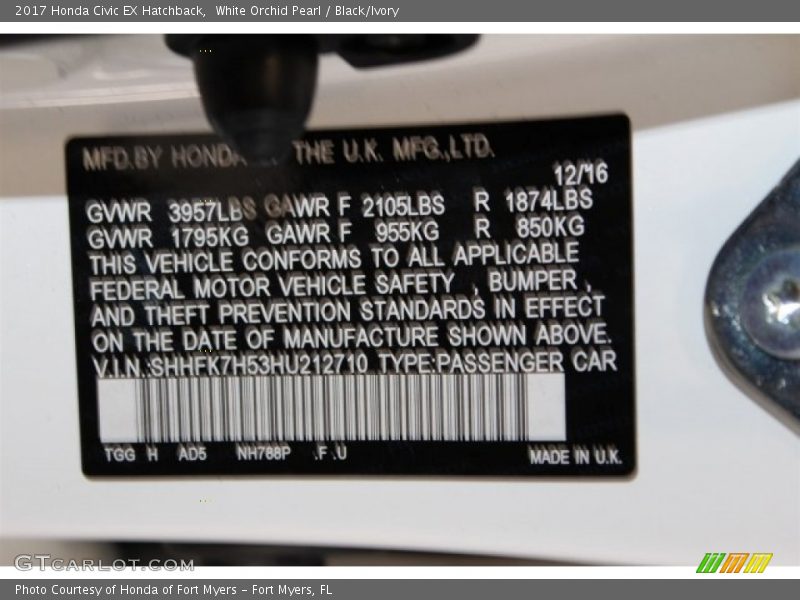 2017 Honda Civic EX Hatchback,  White Orchid Pearl / Black/Ivory
MFD.BY HONDA THE U.K. MFG.,LTD.
12/16
GVWR 3957LBS GAWR F 2105LBS R 1874LBS
GVWR 1795KG GAWR F 955KG R 850KG
THIS VEHICLE CONFORMS TO ALL APPLICABLE
FEDERAL MOTOR VEHICLE SAFETY , BUMPER ,
AND THEFT PREVENTION STANDARDS IN EFFECT
ON THE DATE OF MANUFACTURE SHOWN ABOVE.
V.I.N.:SHHFK7H53HU212710 TYPE:PASSENGER CAR
TGG H AD5 NH788P .F .U MADE IN U.K.
GTCARLOT.COM
Photo Courtesy of Honda of Fort Myers – Fort Myers, FL